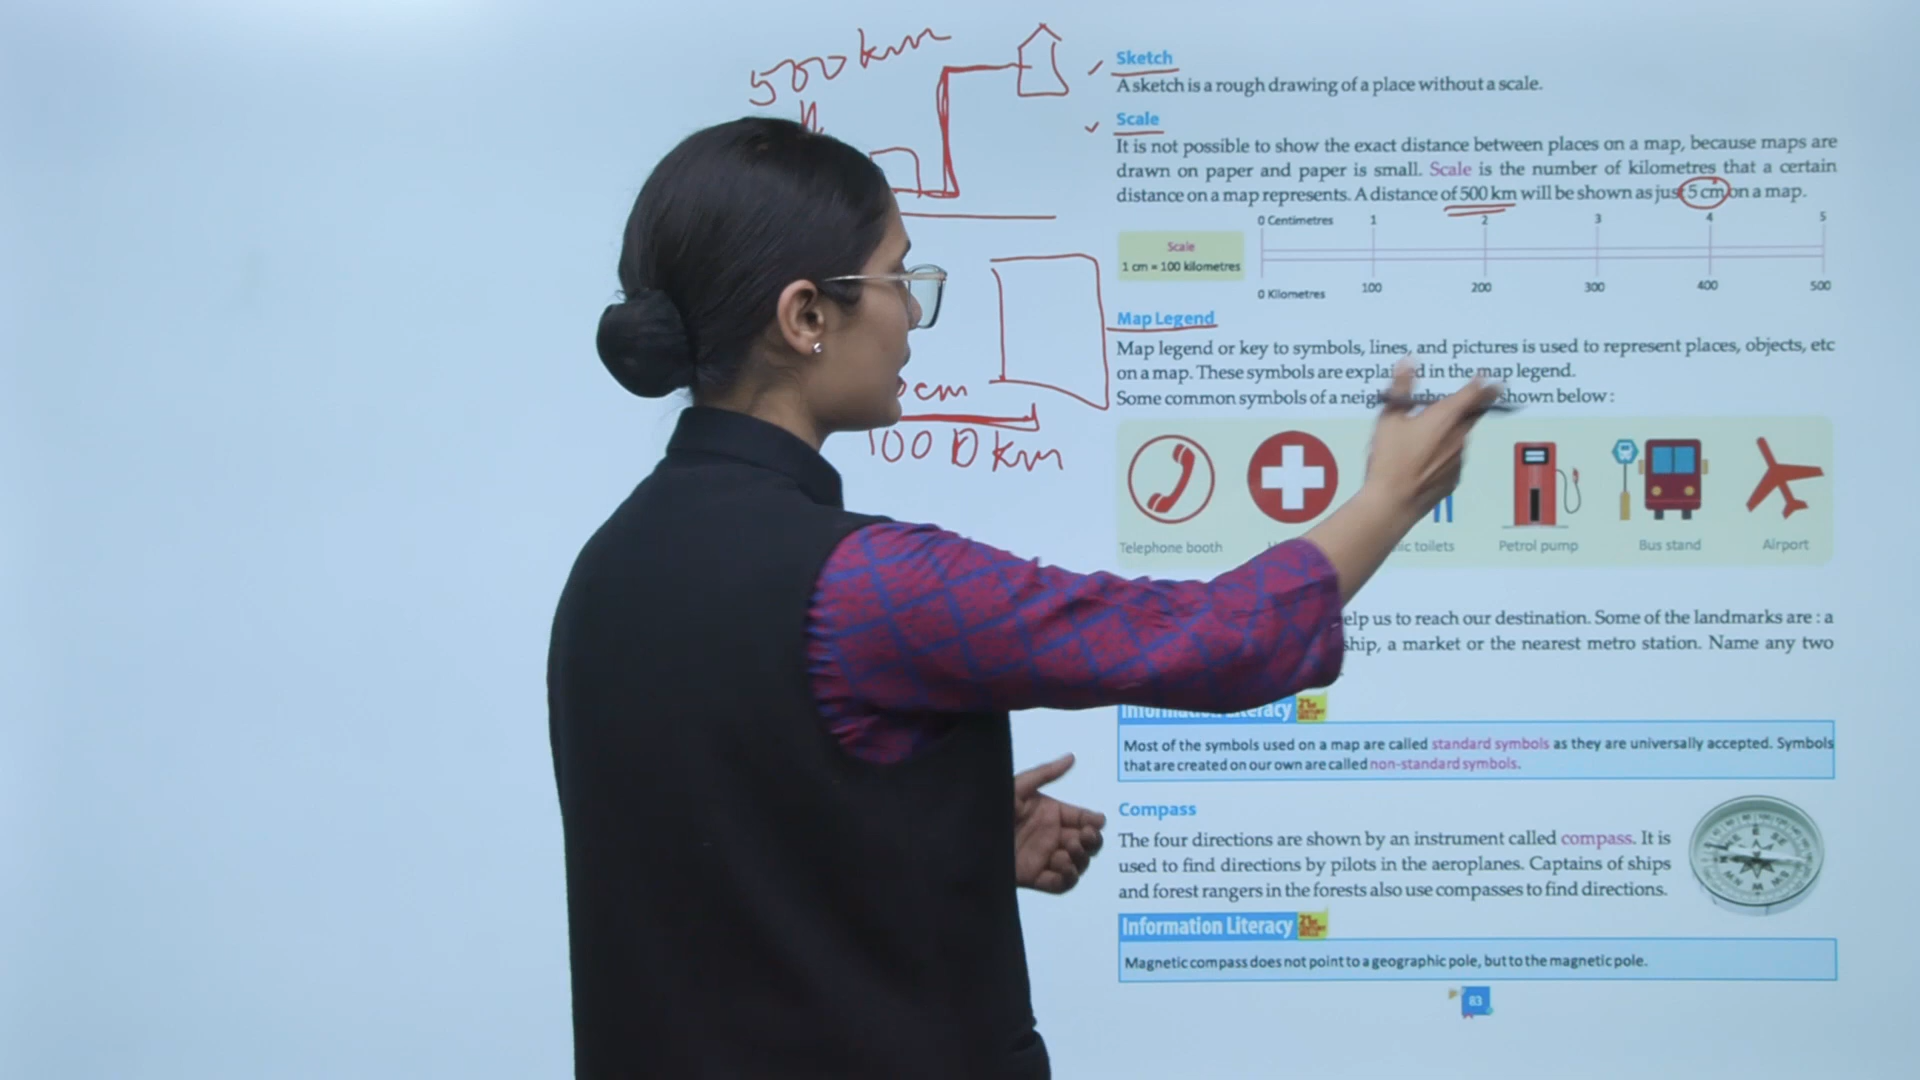 500 km
Sketch
A sketch is a rough drawing of a place without a scale.
Scale
It is not possible to show the exact distance between places on a map, because maps are
drawn on paper and paper is small. Scale is the number of kilometres that a certain
distance on a map represents. A distance of 500 km will be shown as just 5 cm on a map.
0 Centimetres 1 2 3 4 5
Scale
1 cm = 100 kilometres
0 Kilometres 100 200 300 400 500
Map Legend
Map legend or key to symbols, lines, and pictures is used to represent places, objects, etc
on a map. These symbols are explained in the map legend.
Some common symbols of a shown below :
cm
1000 km
Telephone booth toilets Petrol pump Bus stand Airport
us to reach our destination. Some of the landmarks are : a
a market or the nearest metro station. Name any two
Information Literacy
Most of the symbols used on a map are called standard symbols as they are universally accepted. Symbols
that are created on our own are called non-standard symbols.
Compass
The four directions are shown by an instrument called compass. It is
used to find directions by pilots in the aeroplanes. Captains of ships
and forest rangers in the forests also use compasses to find directions.
Information Literacy
Magnetic compass does not point to a geographic pole, but to the magnetic pole.
83